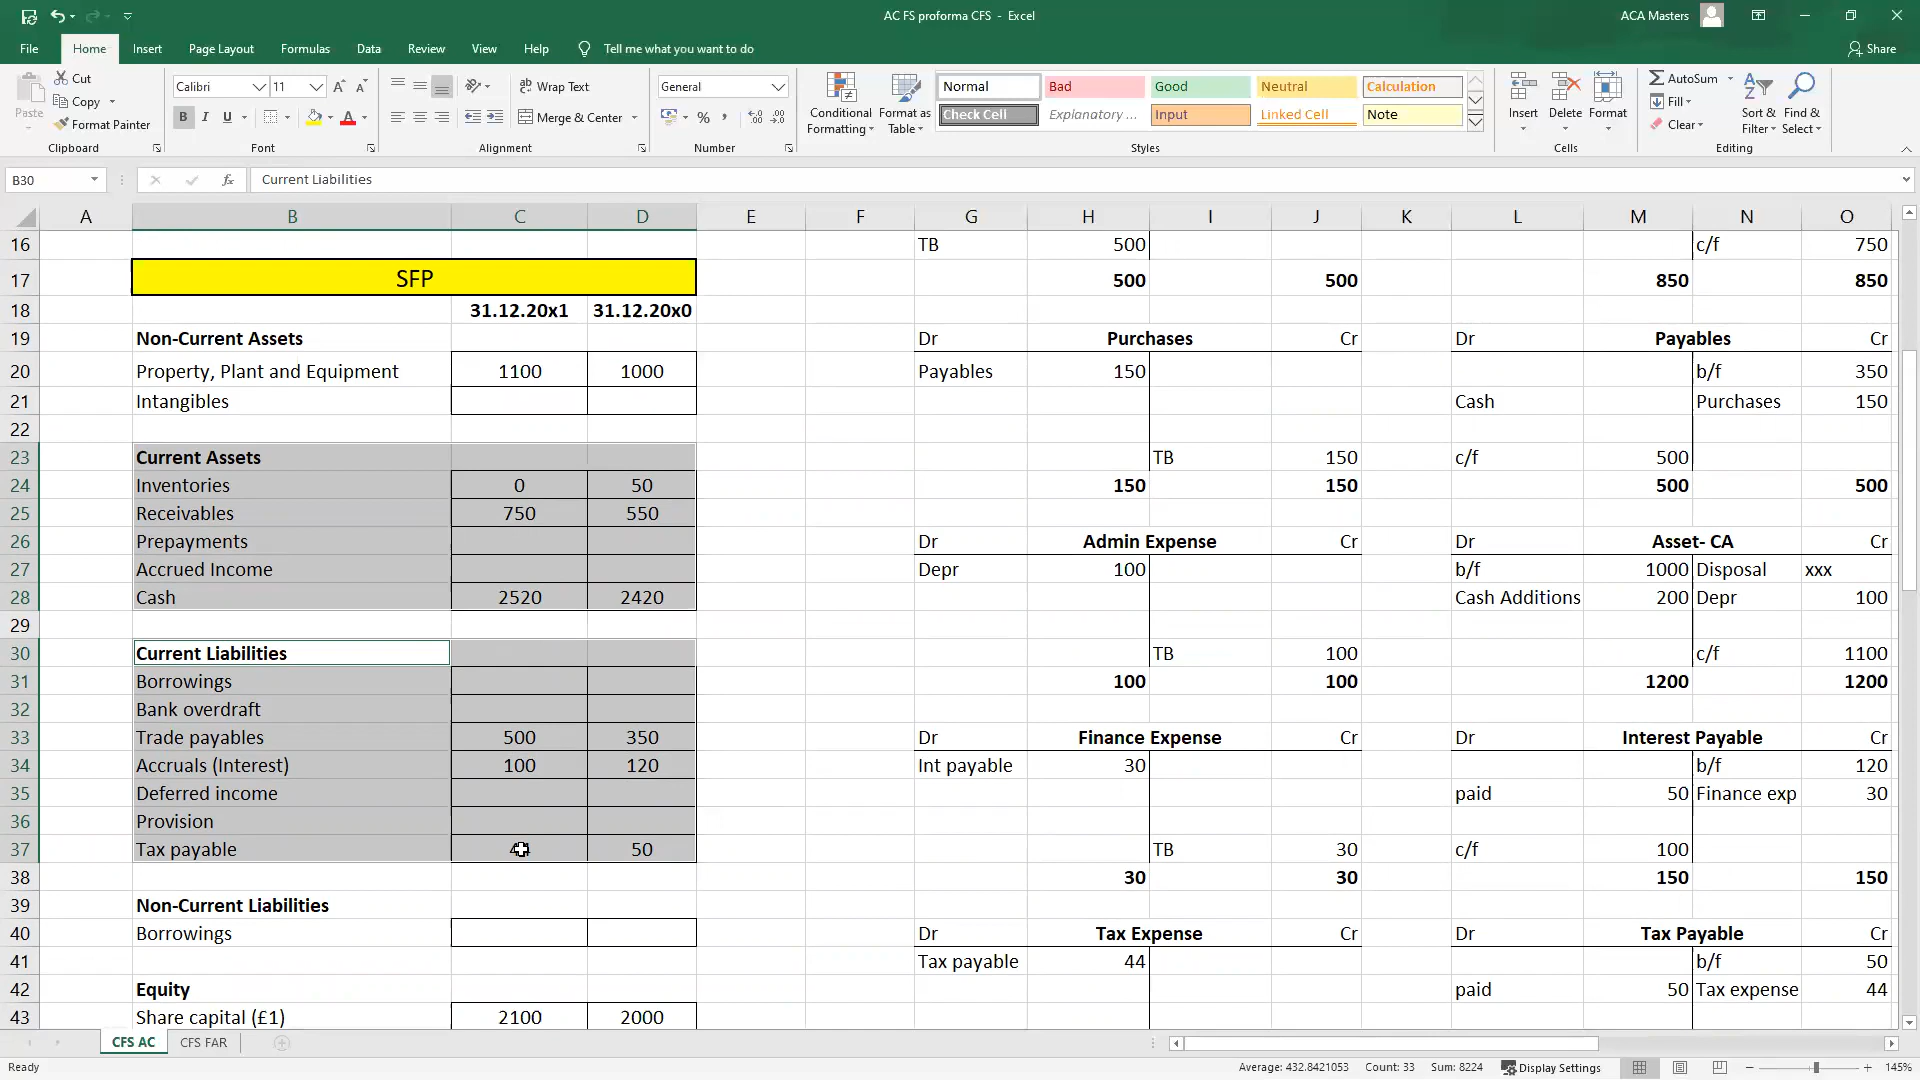 AC FS proforma CFS - Excel
ACA Masters
File Home Insert Page Layout Formulas Data Review View Help Tell me what you want to do Share
Paste Cut Copy Format Painter
Calibri 11 B I U A A
Wrap Text Merge & Center
General % ,
Conditional Formatting Format as Table
Normal Bad Good Neutral Calculation
Check Cell Explanatory ... Input Linked Cell Note
Insert Delete Format
AutoSum Fill Clear Sort & Filter Find & Select
Clipboard Font Alignment Number Styles Cells Editing
B30 fx Current Liabilities
A B C D E F G H I J K L M N O
16 TB 500 c/f 750
17 SFP 500 500 850 850
18 31.12.20x1 31.12.20x0
19 Non-Current Assets Dr Purchases Cr Dr Payables Cr
20 Property, Plant and Equipment 1100 1000 Payables 150 b/f 350
21 Intangibles Cash Purchases 150
22
23 Current Assets TB 150 c/f 500
24 Inventories 0 50 150 150 500 500
25 Receivables 750 550
26 Prepayments Dr Admin Expense Cr Dr Asset- CA Cr
27 Accrued Income Depr 100 b/f 1000 Disposal xxx
28 Cash 2520 2420 Cash Additions 200 Depr 100
29
30 Current Liabilities TB 100 c/f 1100
31 Borrowings 100 100 1200 1200
32 Bank overdraft
33 Trade payables 500 350 Dr Finance Expense Cr Dr Interest Payable Cr
34 Accruals (Interest) 100 120 Int payable 30 b/f 120
35 Deferred income paid 50 Finance exp 30
36 Provision
37 Tax payable 50 TB 30 c/f 100
38 30 30 150 150
39 Non-Current Liabilities
40 Borrowings Dr Tax Expense Cr Dr Tax Payable Cr
41 Tax payable 44 b/f 50
42 Equity paid 50 Tax expense 44
43 Share capital (£1) 2100 2000
CFS AC CFS FAR
Ready Average: 432.8421053 Count: 33 Sum: 8224 Display Settings 145%